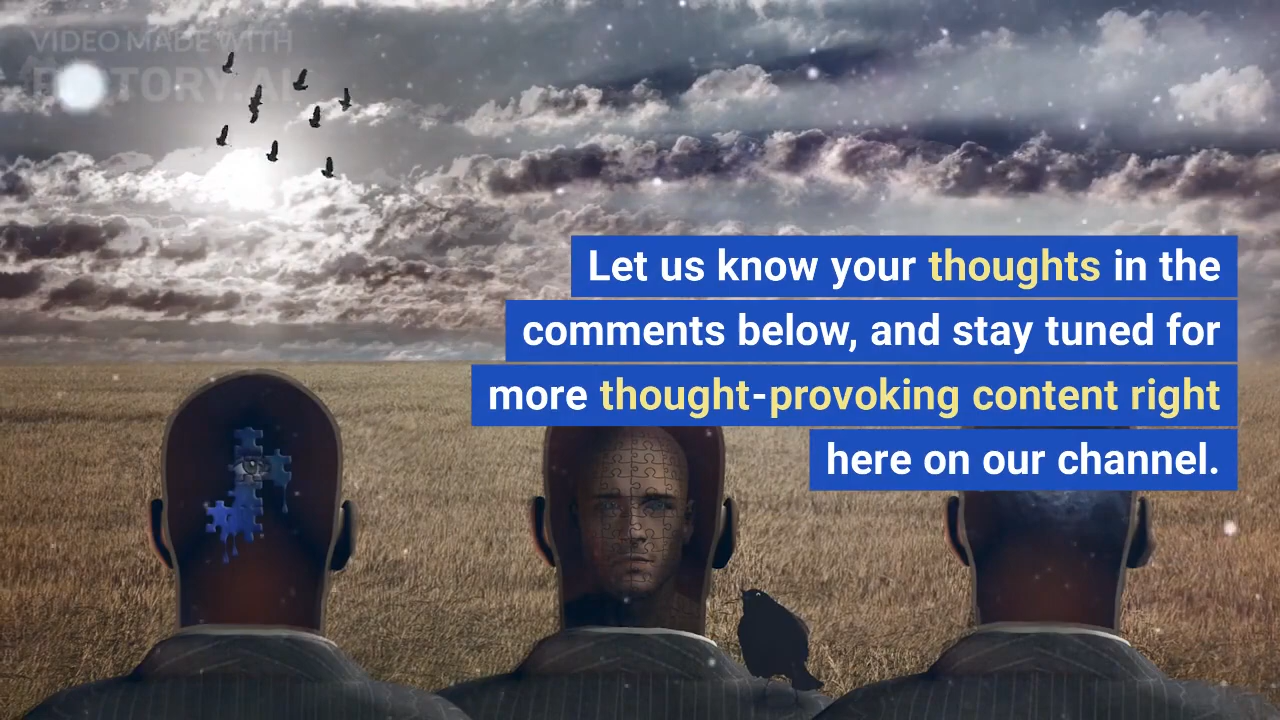 VIDEO MADE WITH
Let us know your thoughts in the
comments below, and stay tuned for
more thought-provoking content right
here on our channel.